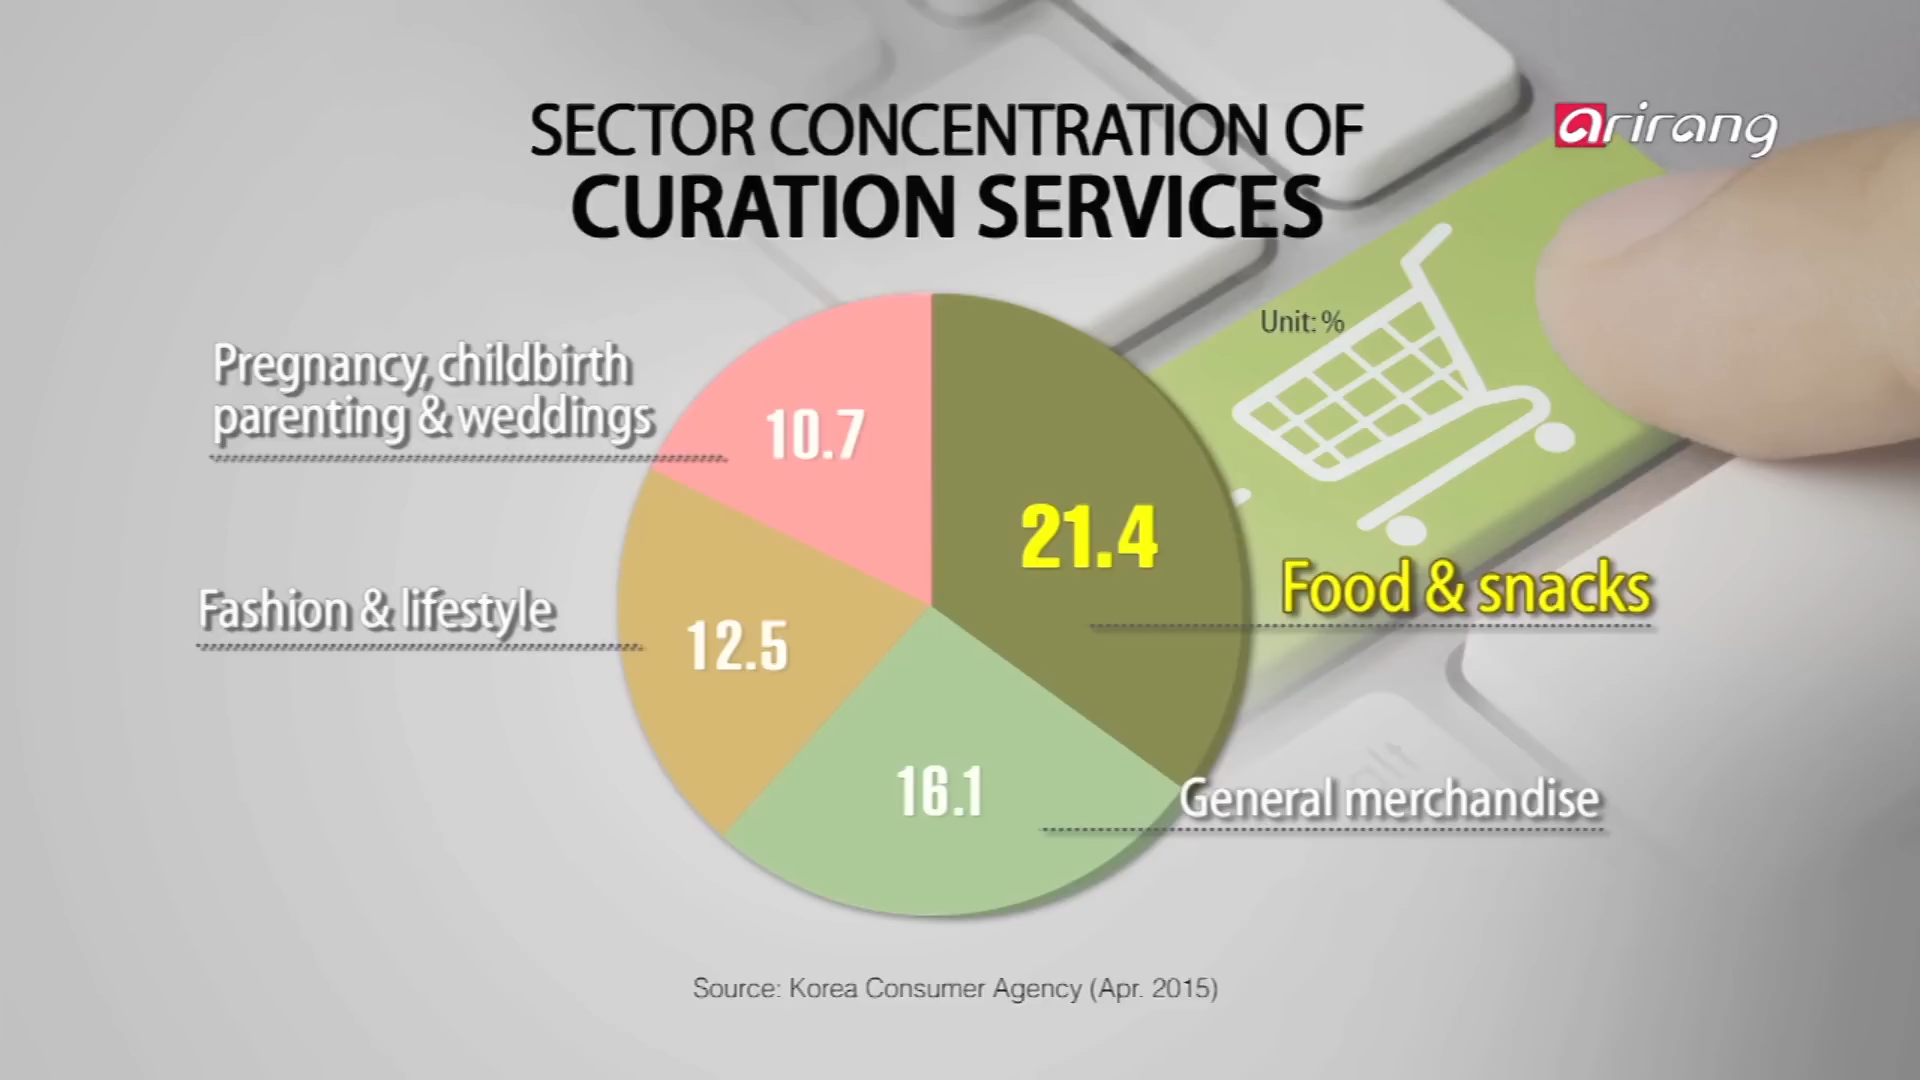 SECTOR CONCENTRATION OF
CURATION SERVICES
arirang
Unit: %
Pregnancy, childbirth
parenting & weddings
10.7
21.4
Food & snacks
Fashion & lifestyle
12.5
16.1
General merchandise
alt
Source: Korea Consumer Agency (Apr. 2015)